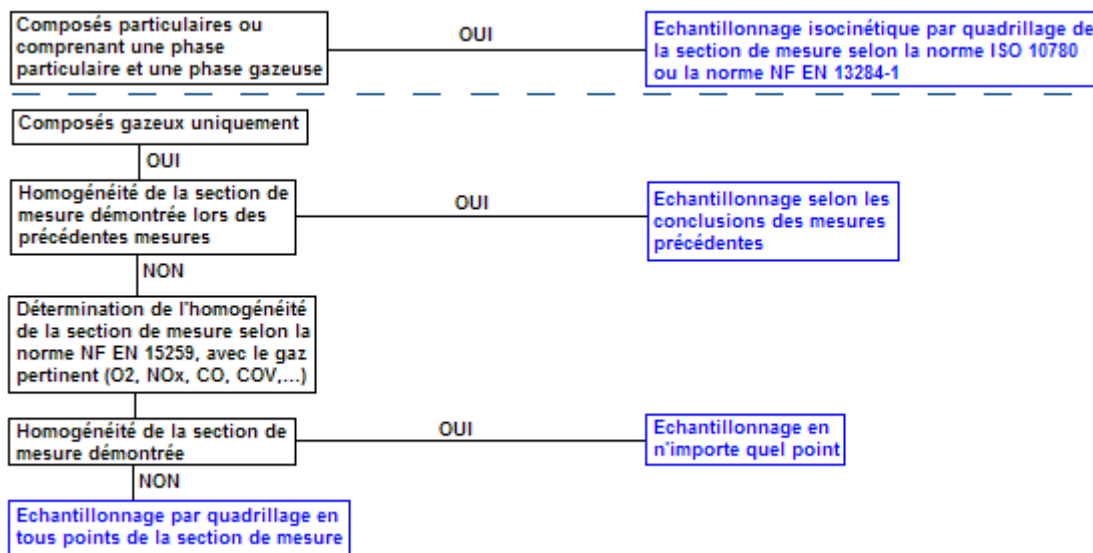 Composés particulaires ou
comprenant une phase
particulaire et une phase gazeuse
OUI
Echantillonnage isocinétique par quadrillage de
la section de mesure selon la norme ISO 10780
ou la norme NF EN 13284-1
Composés gazeux uniquement
OUI
Homogénéité de la section de
mesure démontrée lors des
précédentes mesures
OUI
Echantillonnage selon les
conclusions des mesures
précédentes
NON
Détermination de l'homogénéité
de la section de mesure selon la
norme NF EN 15259, avec le gaz
pertinent (O2, NOx, CO, COV,...)
Homogénéité de la section de
mesure démontrée
OUI
Echantillonnage en
n'importe quel point
NON
Echantillonnage par quadrillage en
tous points de la section de mesure